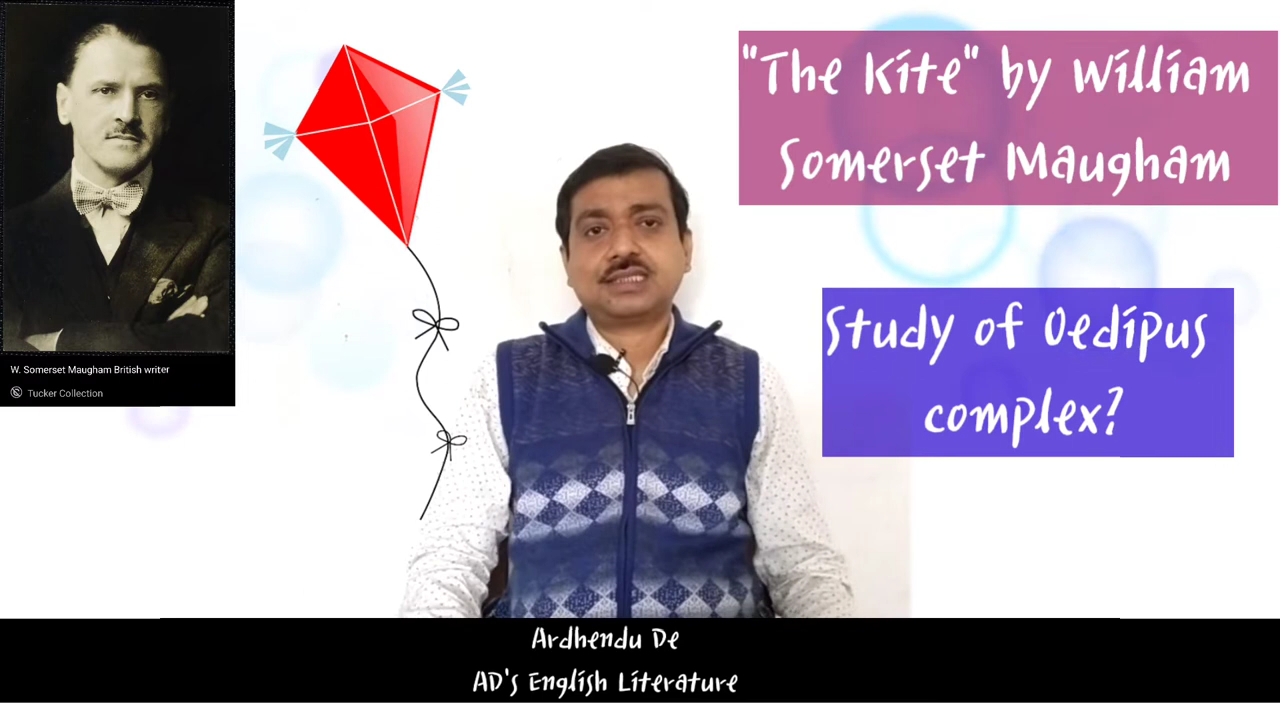 "The Kite" by William
Somerset Maugham
Study of Oedipus
complex?
W. Somerset Maugham British writer
Tucker Collection
Ardhendu De
AD's English Literature